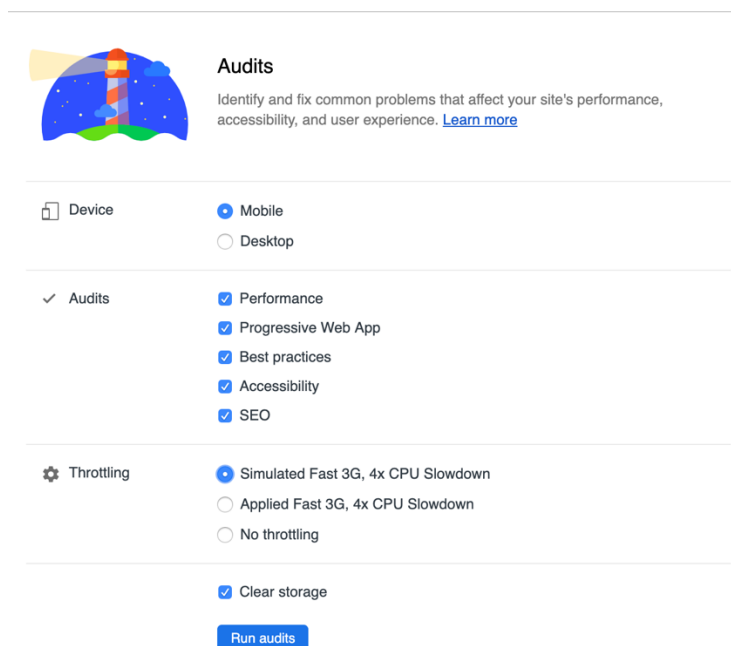 Audits
Identify and fix common problems that affect your site's performance,
accessibility, and user experience. Learn more
Device
Mobile
Desktop
Audits
Performance
Progressive Web App
Best practices
Accessibility
SEO
Throttling
Simulated Fast 3G, 4x CPU Slowdown
Applied Fast 3G, 4x CPU Slowdown
No throttling
Clear storage
Run audits